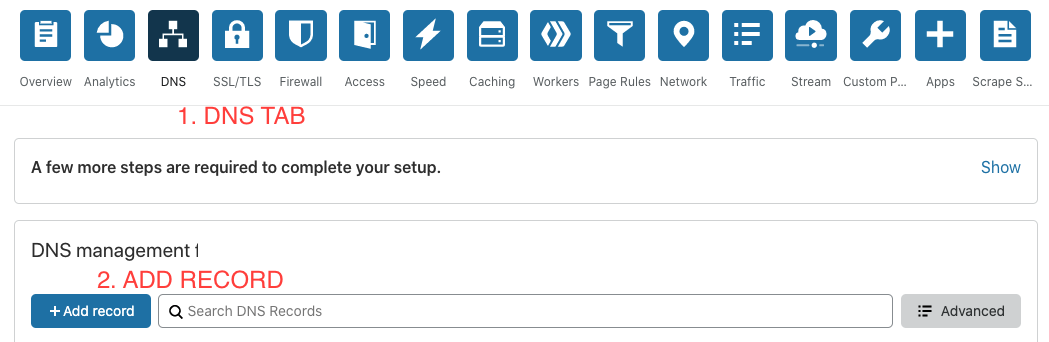 Overview Analytics DNS SSL/TLS Firewall Access Speed Caching Workers Page Rules Network Traffic Stream Custom P... Apps Scrape S...
1. DNS TAB
A few more steps are required to complete your setup. Show
DNS management
2. ADD RECORD
+ Add record Search DNS Records Advanced